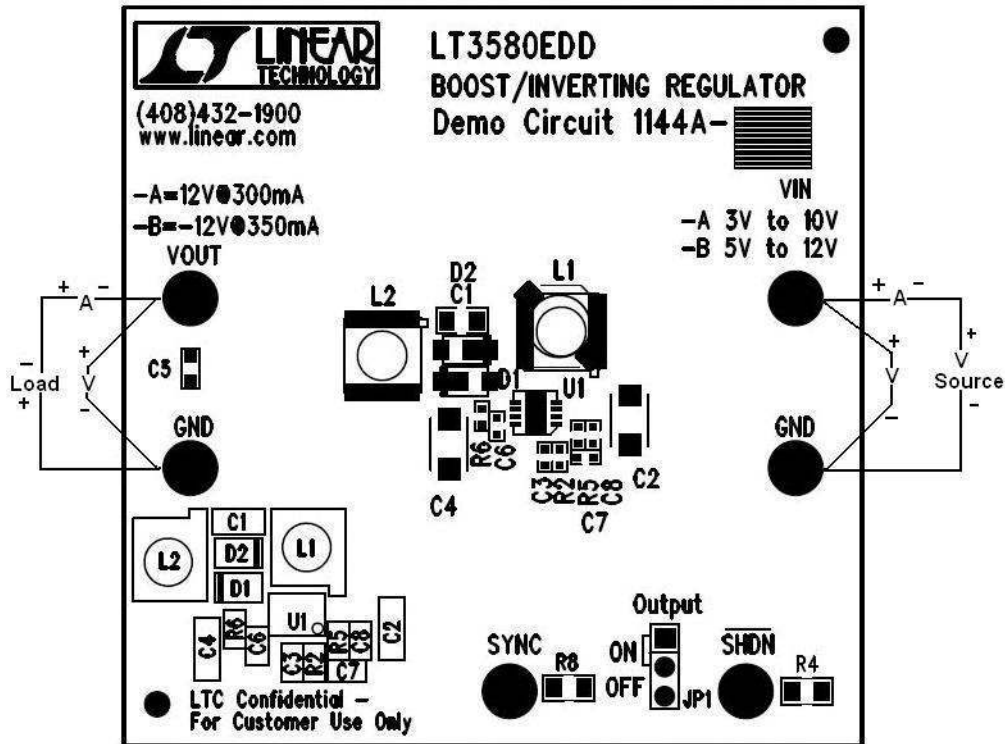 LINEAR
TECHNOLOGY
(408)432-1900
www.linear.com
LT3580EDD
BOOST/INVERTING REGULATOR
Demo Circuit 1144A-
-A=12V@300mA
-B=-12V@350mA
VIN
-A 3V to 10V
-B 5V to 12V
VOUT
+ A -
+
V
-
-
Load
+
C5
GND
L2
D2
C1
L1
D1
U1
R6
C6
C4
C3
R2
R5
C8
C7
C2
+ A -
+
V
-
+
V
Source
-
GND
L2
C1
D2
D1
L1
U1
C4
R6
C6
C3
R2
R5
C8
C7
C2
LTC Confidential -
For Customer Use Only
SYNC
R8
Output
ON
OFF
JP1
SHDN
R4